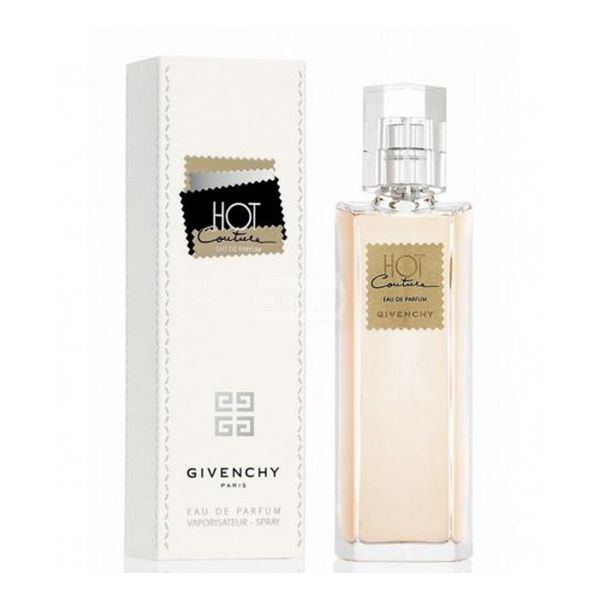 HOT
Couture
EAU DE PARFUM
GIVENCHY
PARIS
EAU DE PARFUM
VAPORISATEUR - SPRAY
HOT
Couture
EAU DE PARFUM
GIVENCHY